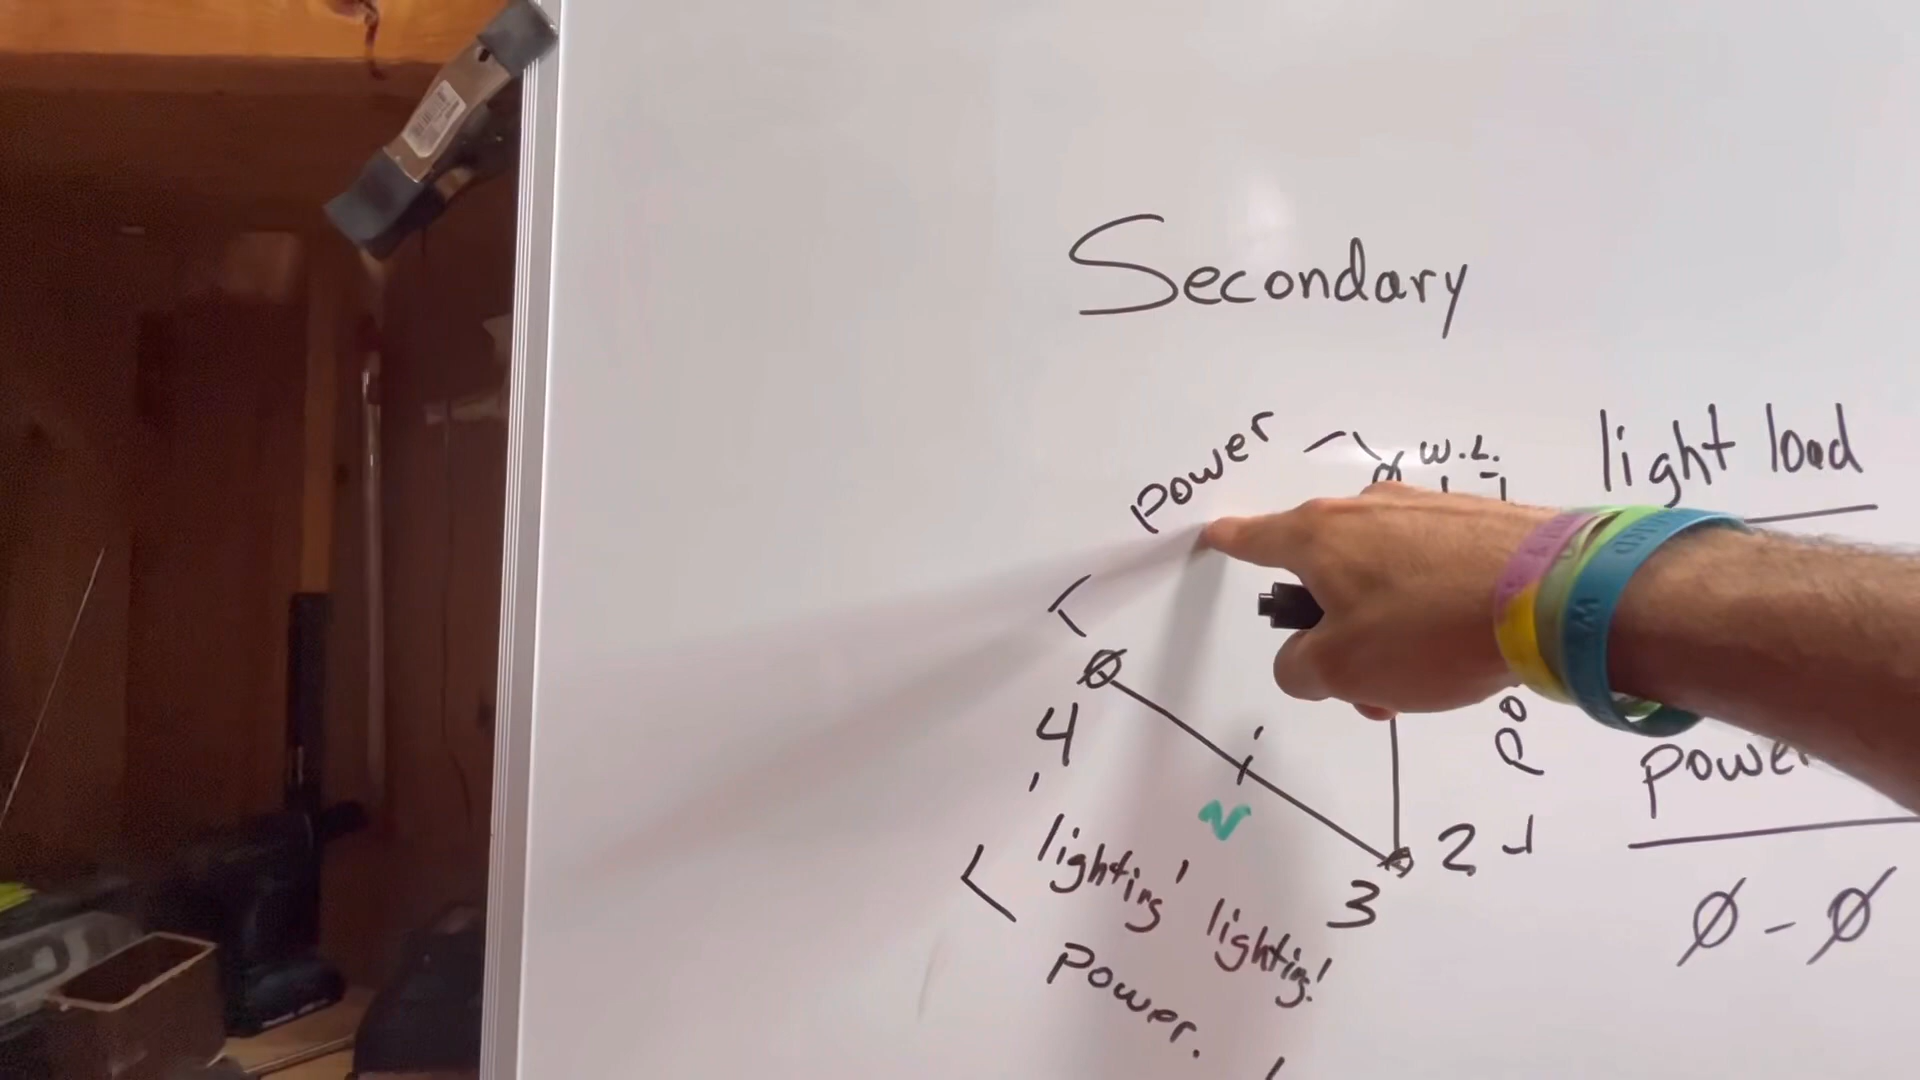 Secondary
power
W.L.
light load
Ø
4
N
2
3
lighting
lighting
power
power.
Ø - Ø